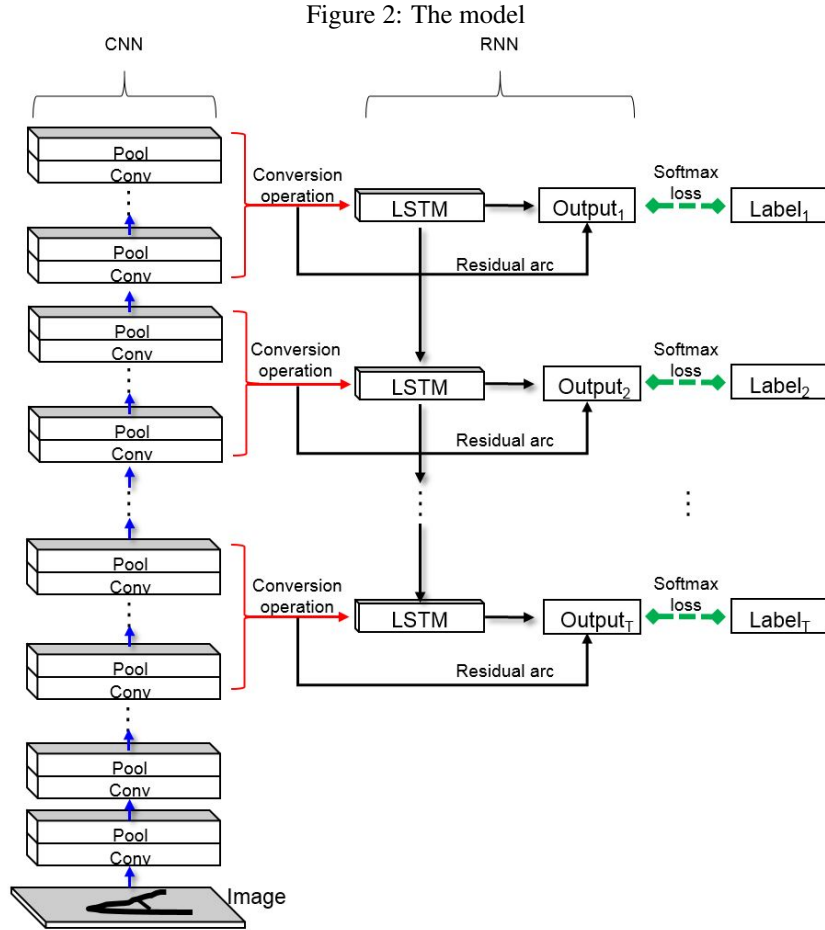 Figure 2: The model
CNN
RNN
Pool
Conv
Conversion
operation
LSTM
Output₁
Softmax
loss
Label₁
Pool
Conv
Residual arc
Pool
Conv
Conversion
operation
LSTM
Output₂
Softmax
loss
Label₂
Pool
Conv
Residual arc
Pool
Conv
Conversion
operation
LSTM
Output_T
Softmax
loss
Label_T
Pool
Conv
Residual arc
Pool
Conv
Pool
Conv
Image